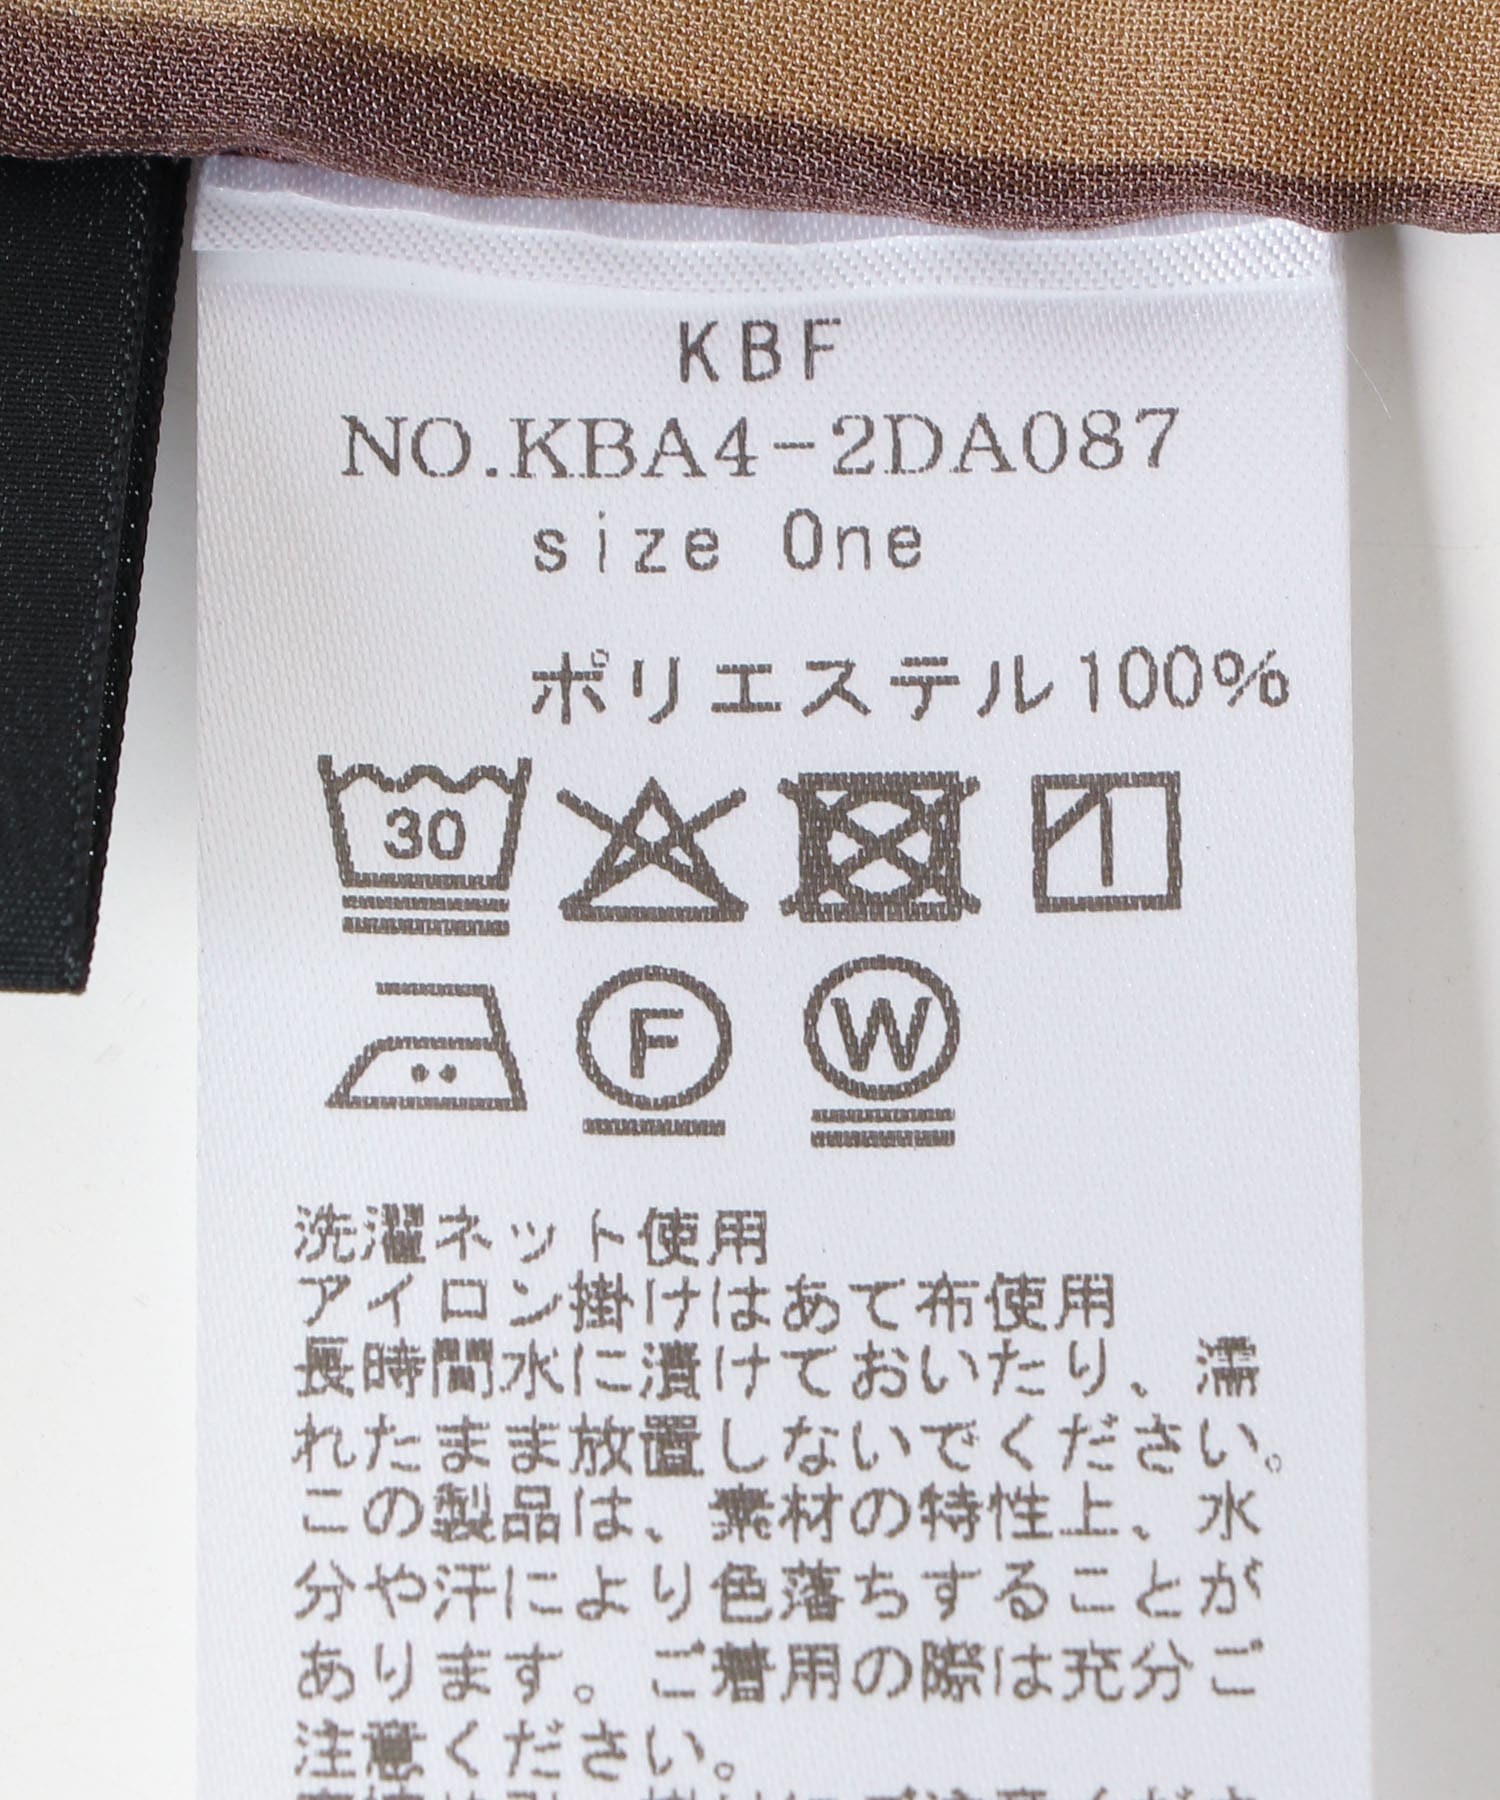 KBF
NO.KBA4-2DA087
size One
ポリエステル100%
30
F
W
洗濯ネット使用
アイロン掛けはあて布使用
長時間水に漬けておいたり、濡
れたまま放置しないでください。
この製品は、素材の特性上、水
分や汗により色落ちすることが
あります。ご着用の際は充分ご
注意ください。